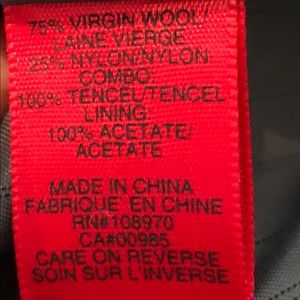 75% VIRGIN WOOL/
LAINE VIERGE
25% NYLON/NYLON
COMBO:
100% TENCEL/TENCEL
LINING:
100% ACETATE/
ACETATE
MADE IN CHINA
FABRIQUÉ EN CHINE
RN#108970
CA#00985
CARE ON REVERSE
SOIN SUR L'INVERSE